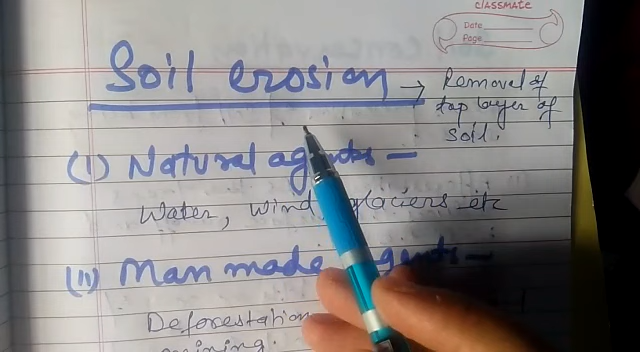 classmate
Date
Page
Soil erosion → Removal of
top layer of
soil.
(i) Natural agents —
Water, wind, glaciers etc
(ii) Man made agents —
Deforestation
mining.